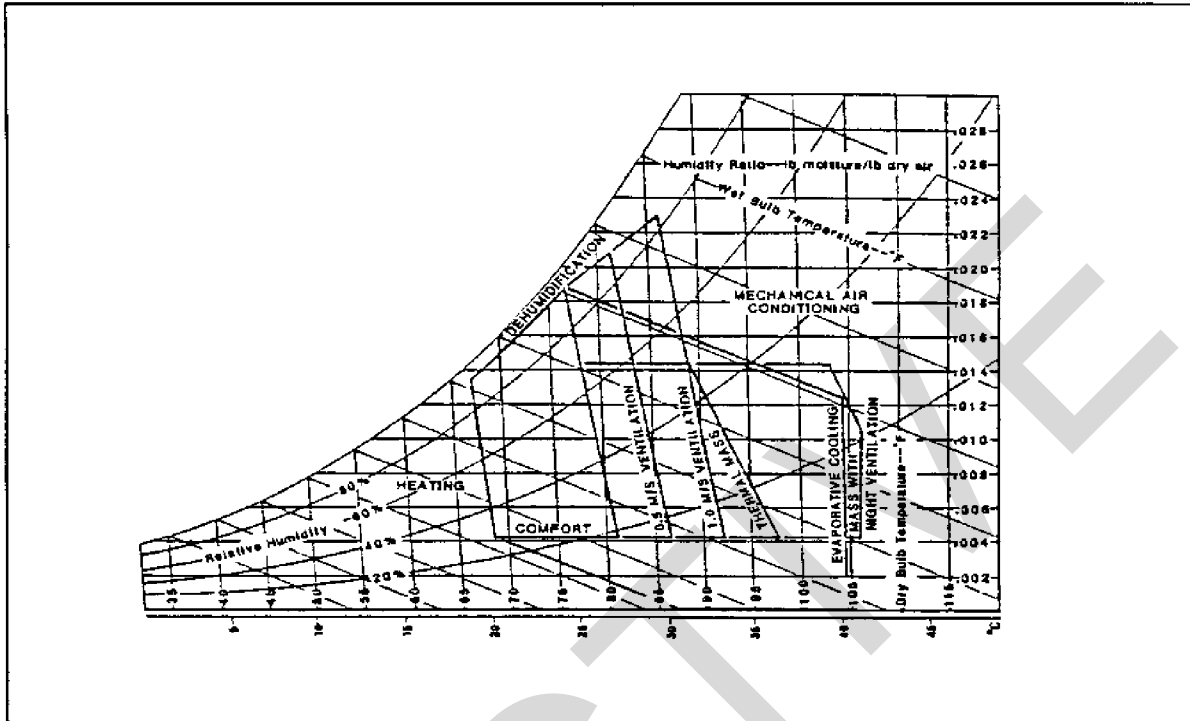 .028
Humidity Ratio—lb moisture/lb dry air
.026
Wet Bulb Temperature—°F
.024
.022
.020
DEHUMIDIFICATION
MECHANICAL AIR
CONDITIONING
.018
.016
.014
.012
.010
.008
.006
.004
.002
0.5 M/S VENTILATION
1.0 M/S VENTILATION
THERMAL MASS
EVAPORATIVE COOLING
MASS WITH
NIGHT VENTILATION
Dry Bulb Temperature—°F
HEATING
COMFORT
80%
60%
Relative Humidity
40%
20%
35 40 45 50 55 60 65 70 75 80 85 90 95 100 105 115
5 10 15 20 25 30 35 40 45 °C